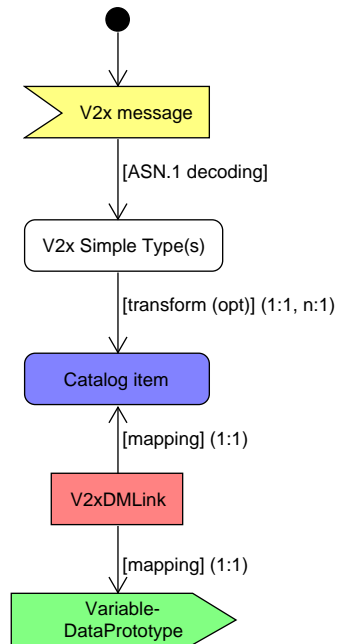 V2x message
[ASN.1 decoding]
V2x Simple Type(s)
[transform (opt)] (1:1, n:1)
Catalog item
[mapping] (1:1)
V2xDMLink
[mapping] (1:1)
Variable-
DataPrototype